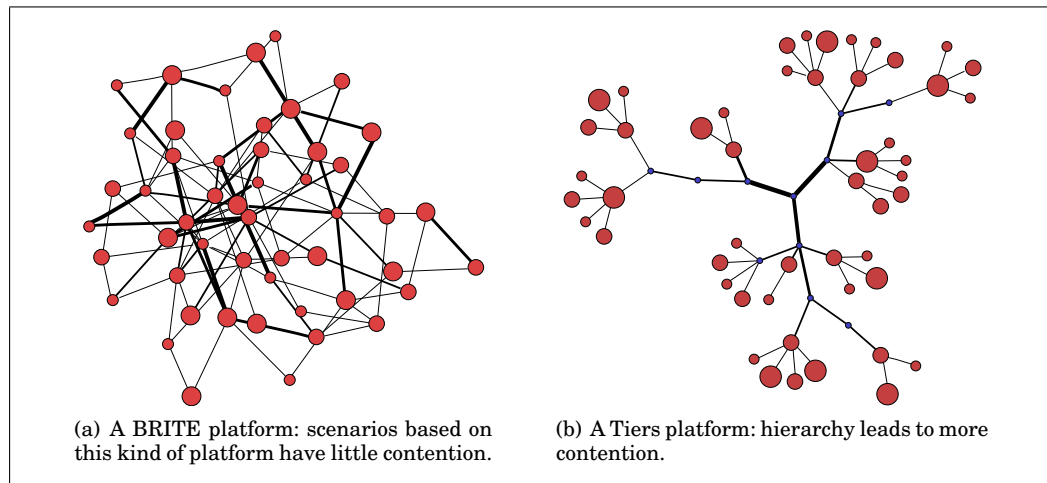 (a) A BRITE platform: scenarios based on
this kind of platform have little contention.
(b) A Tiers platform: hierarchy leads to more
contention.